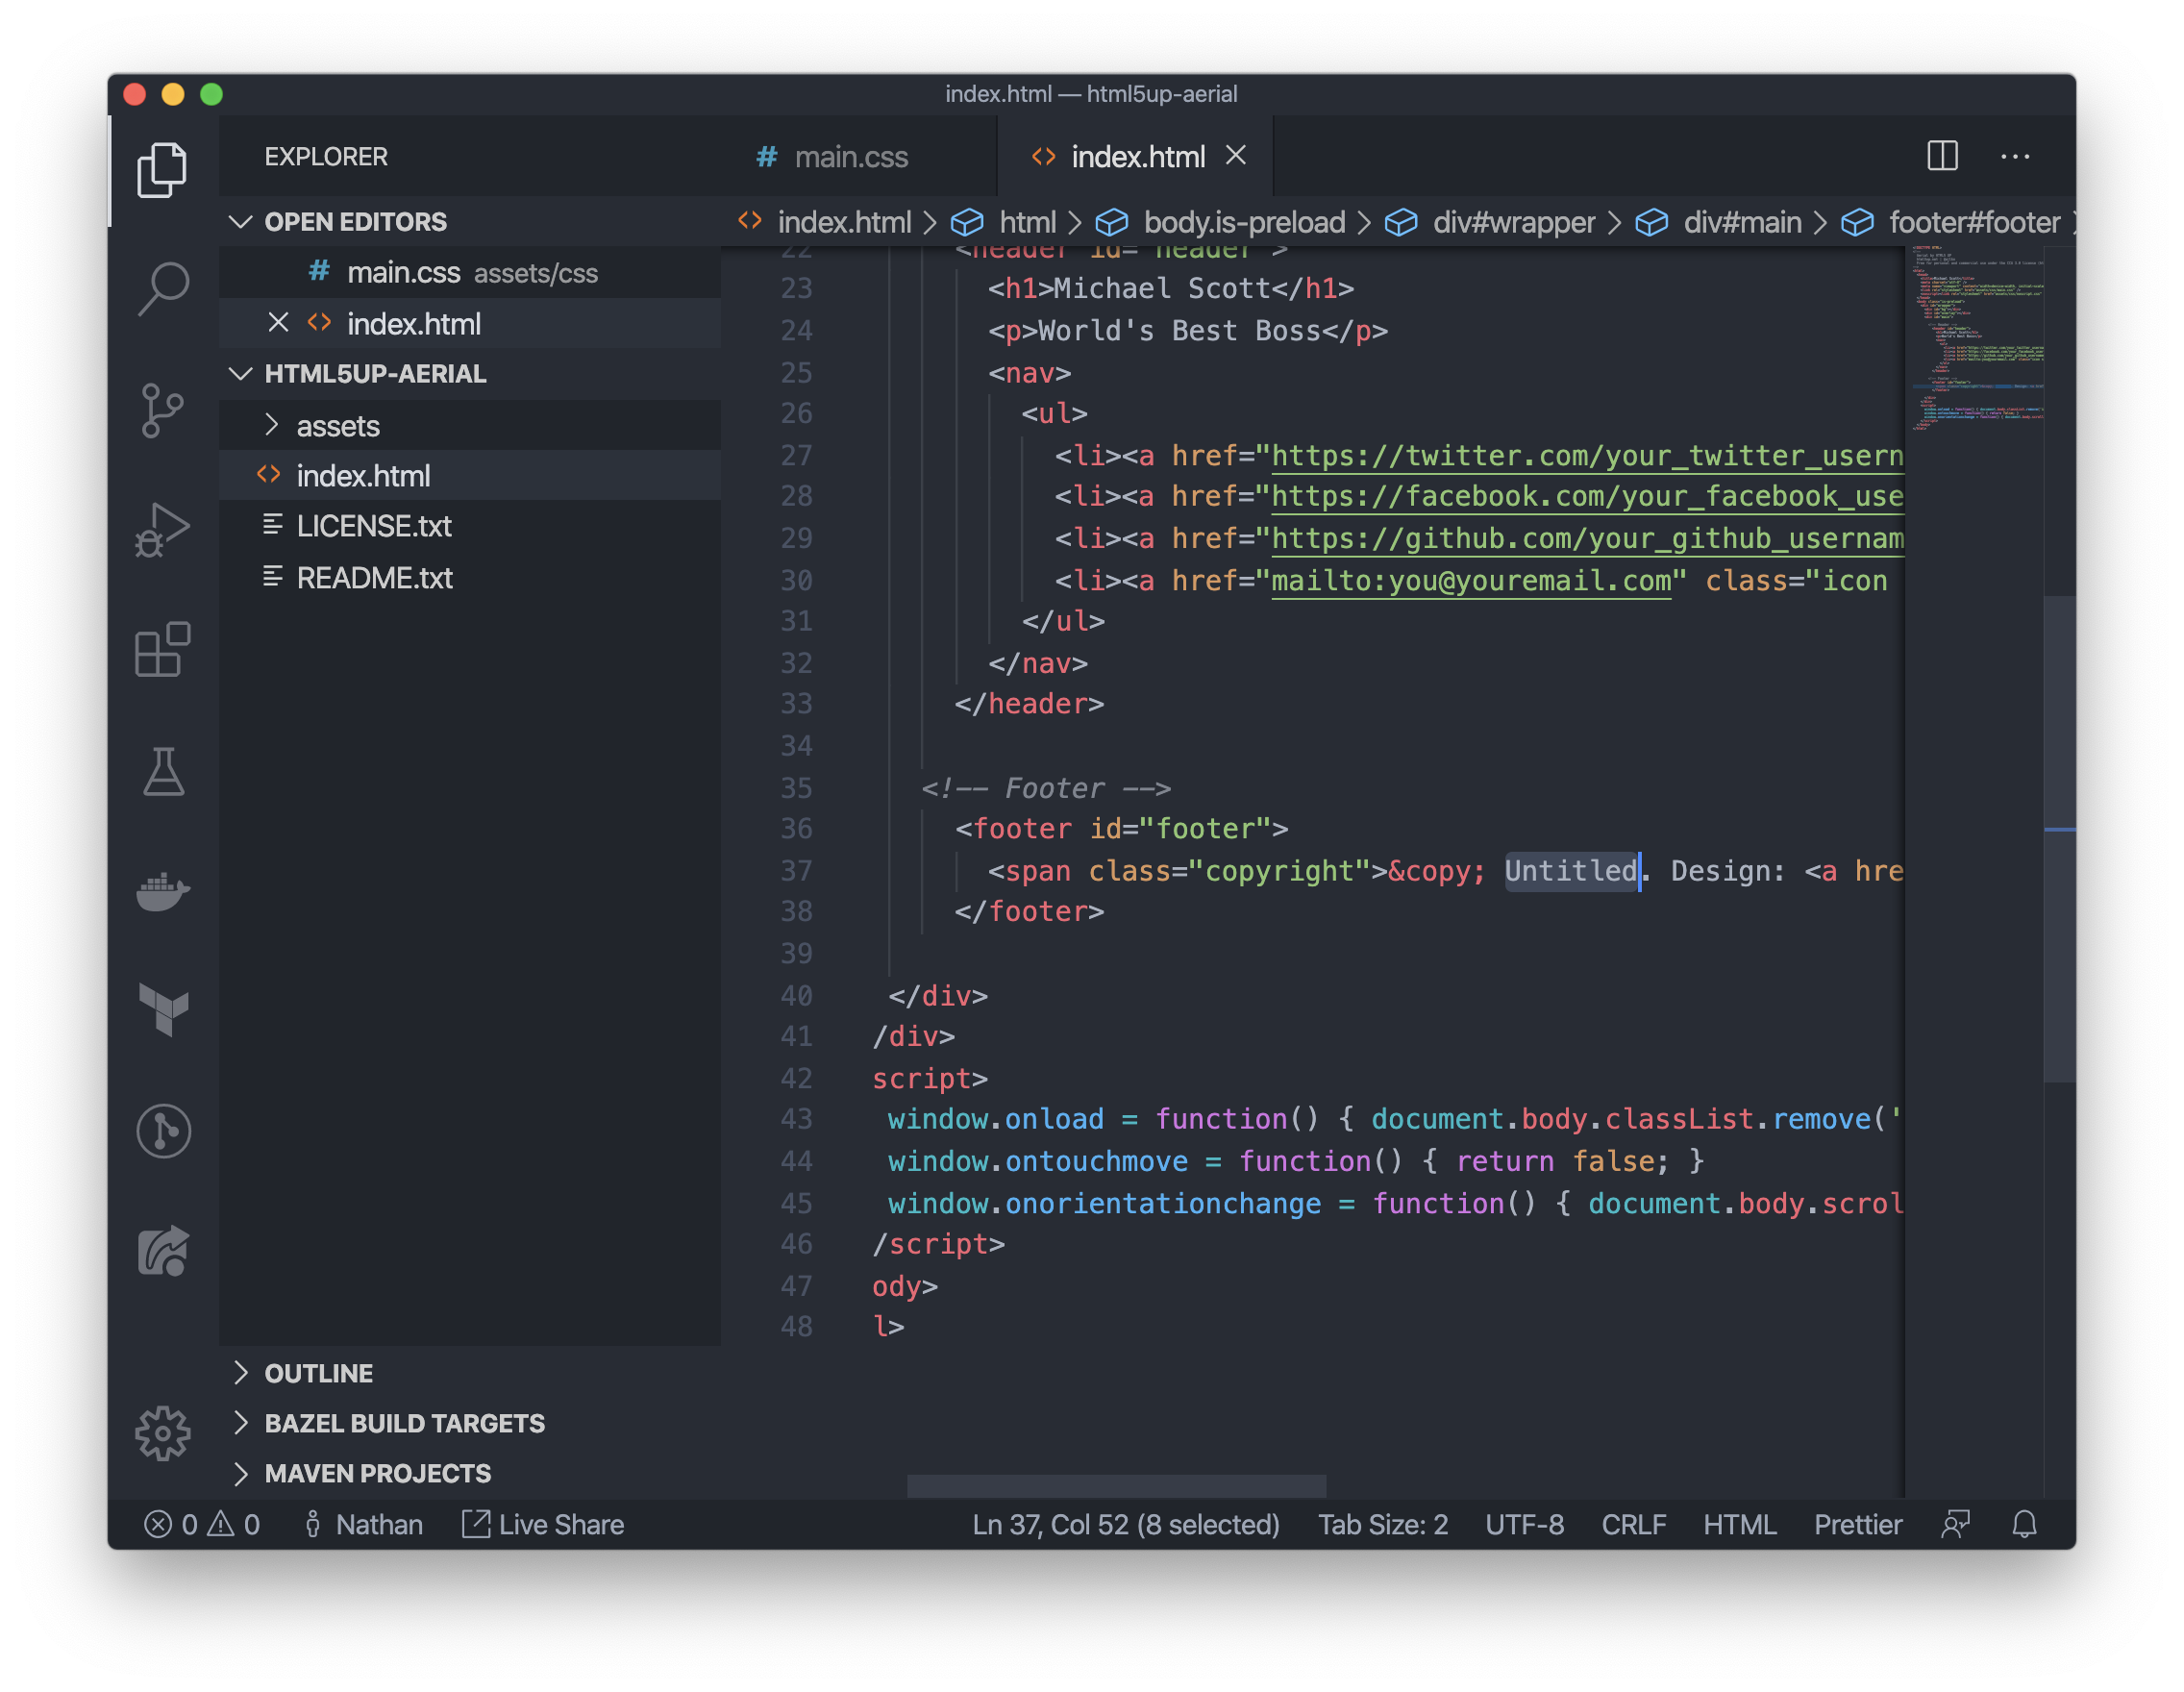 index.html — html5up-aerial
EXPLORER
# main.css
<> index.html
OPEN EDITORS
# main.css assets/css
<> index.html
HTML5UP-AERIAL
assets
<> index.html
LICENSE.txt
README.txt
OUTLINE
BAZEL BUILD TARGETS
MAVEN PROJECTS
<> index.html > html > body.is-preload > div#wrapper > div#main > footer#footer
22 <header id="header">
23 <h1>Michael Scott</h1>
24 <p>World's Best Boss</p>
25 <nav>
26 <ul>
27 <li><a href="https://twitter.com/your_twitter_usern
28 <li><a href="https://facebook.com/your_facebook_use
29 <li><a href="https://github.com/your_github_usernam
30 <li><a href="mailto:you@youremail.com" class="icon
31 </ul>
32 </nav>
33 </header>
34
35 <!-- Footer -->
36 <footer id="footer">
37 <span class="copyright">&copy; Untitled. Design: <a hre
38 </footer>
39
40 </div>
41 /div>
42 script>
43 window.onload = function() { document.body.classList.remove('
44 window.ontouchmove = function() { return false; }
45 window.onorientationchange = function() { document.body.scrol
46 /script>
47 ody>
48 l>
0 0 Nathan Live Share Ln 37, Col 52 (8 selected) Tab Size: 2 UTF-8 CRLF HTML Prettier